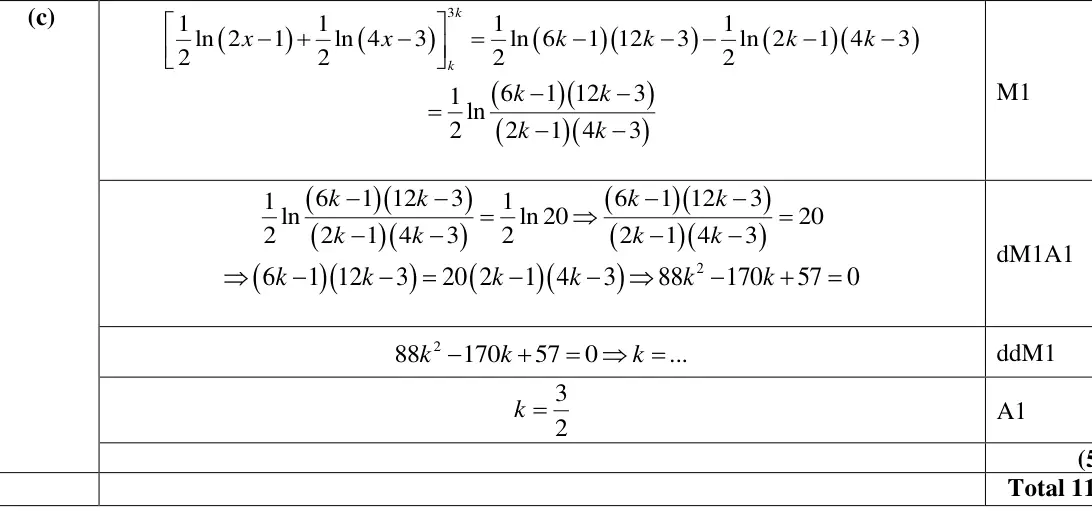 (c) [1/2 ln(2x−1) + 1/2 ln(4x−3)]_k^{3k} = 1/2 ln(6k−1)(12k−3) − 1/2 ln(2k−1)(4k−3)
= 1/2 ln (6k−1)(12k−3)/(2k−1)(4k−3) M1
1/2 ln (6k−1)(12k−3)/(2k−1)(4k−3) = 1/2 ln 20 ⇒ (6k−1)(12k−3)/(2k−1)(4k−3) = 20
⇒ (6k−1)(12k−3) = 20(2k−1)(4k−3) ⇒ 88k² −170k + 57 = 0 dM1A1
88k² −170k + 57 = 0 ⇒ k = ... ddM1
k = 3/2 A1
(5
Total 11